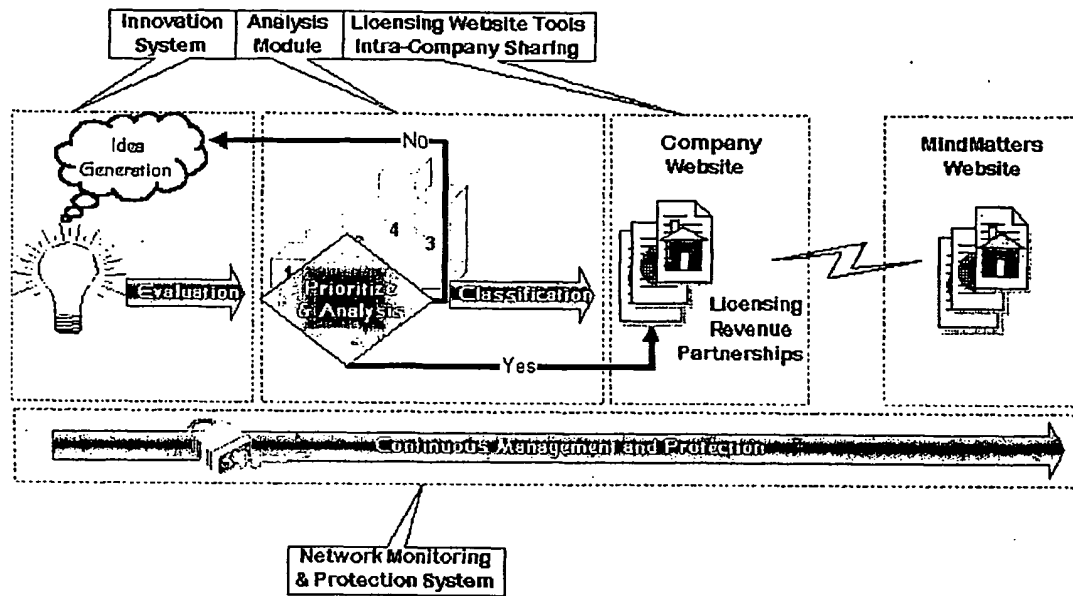 Innovation
System
Analysis
Module
Licensing Website Tools
Intra-Company Sharing
Idea
Generation
No
Company
Website
MindMatters
Website
4
3
1
Evaluation
Prioritize
& Analysis
Classification
Licensing
Revenue
Partnerships
Yes
Continuous Management and Protection
Network Monitoring
& Protection System